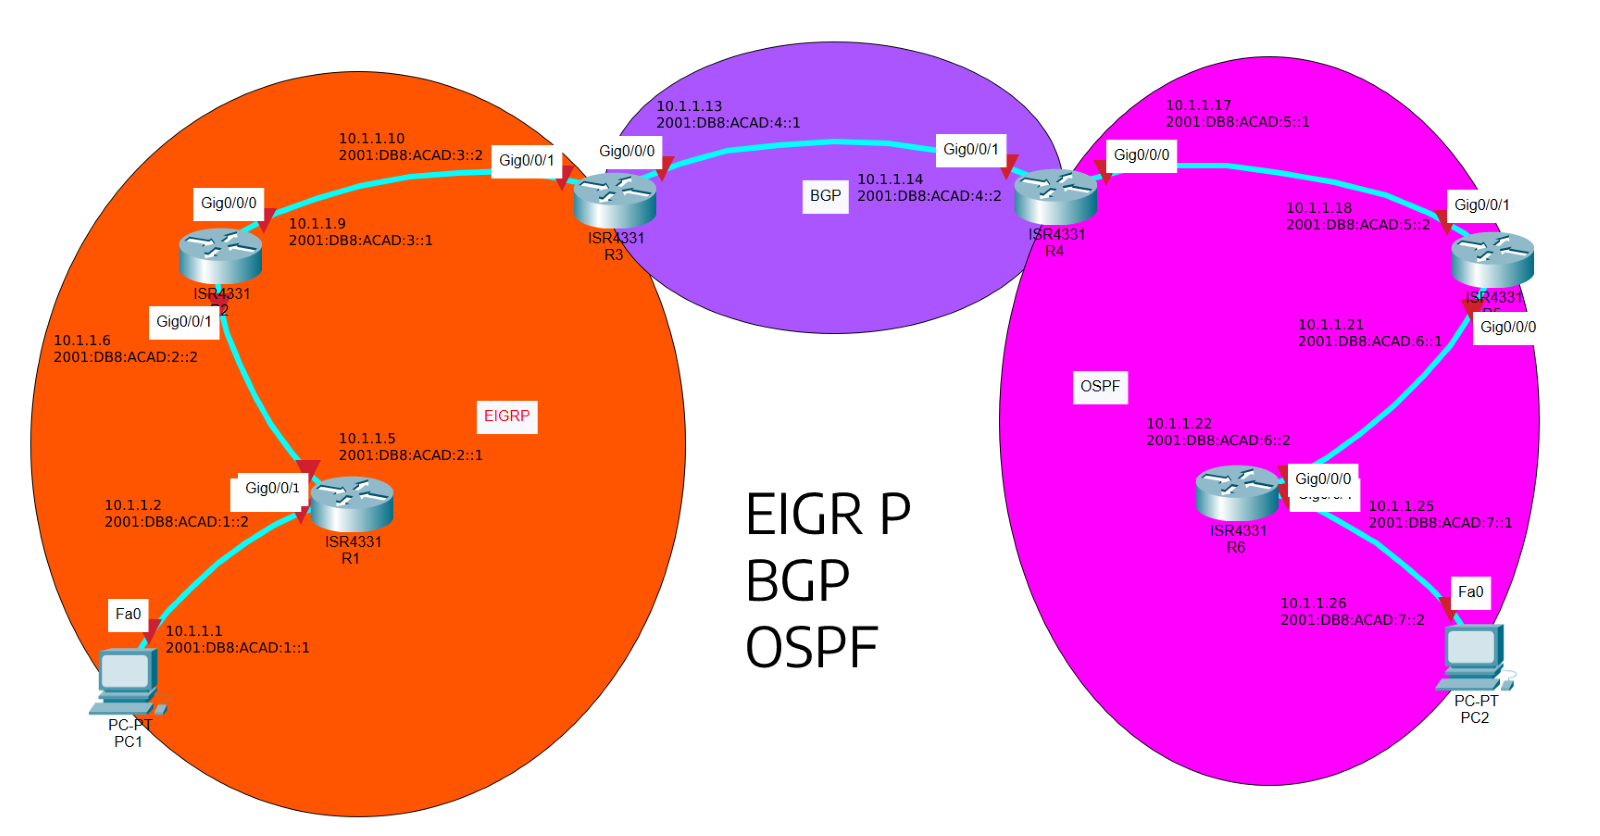 10.1.1.13
2001:DB8:ACAD:4::1
10.1.1.17
2001:DB8:ACAD:5::1
10.1.1.10
2001:DB8:ACAD:3::2
Gig0/0/1
Gig0/0/0
Gig0/0/1
Gig0/0/0
BGP
10.1.1.14
2001:DB8:ACAD:4::2
Gig0/0/0
10.1.1.9
2001:DB8:ACAD:3::1
10.1.1.18
2001:DB8:ACAD:5::2
Gig0/0/1
ISR4331
R3
ISR4331
R4
ISR4331
ISR4331
Gig0/0/1
10.1.1.6
2001:DB8:ACAD:2::2
10.1.1.21
2001:DB8:ACAD:6::1
Gig0/0/0
EIGRP
OSPF
10.1.1.5
2001:DB8:ACAD:2::1
10.1.1.22
2001:DB8:ACAD:6::2
Gig0/0/1
Gig0/0/0
10.1.1.2
2001:DB8:ACAD:1::2
ISR4331
R1
EIGR P
BGP
OSPF
ISR4331
R6
10.1.1.25
2001:DB8:ACAD:7::1
Fa0
10.1.1.1
2001:DB8:ACAD:1::1
10.1.1.26
2001:DB8:ACAD:7::2
Fa0
PC-PT
PC1
PC-PT
PC2